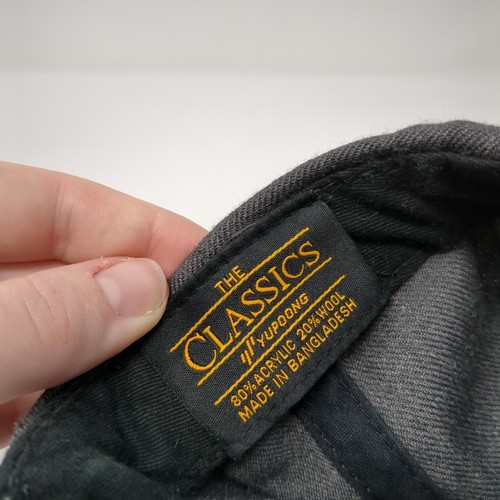 THE
CLASSICS
YUPOONG
80% ACRYLIC 20% WOOL
MADE IN BANGLADESH